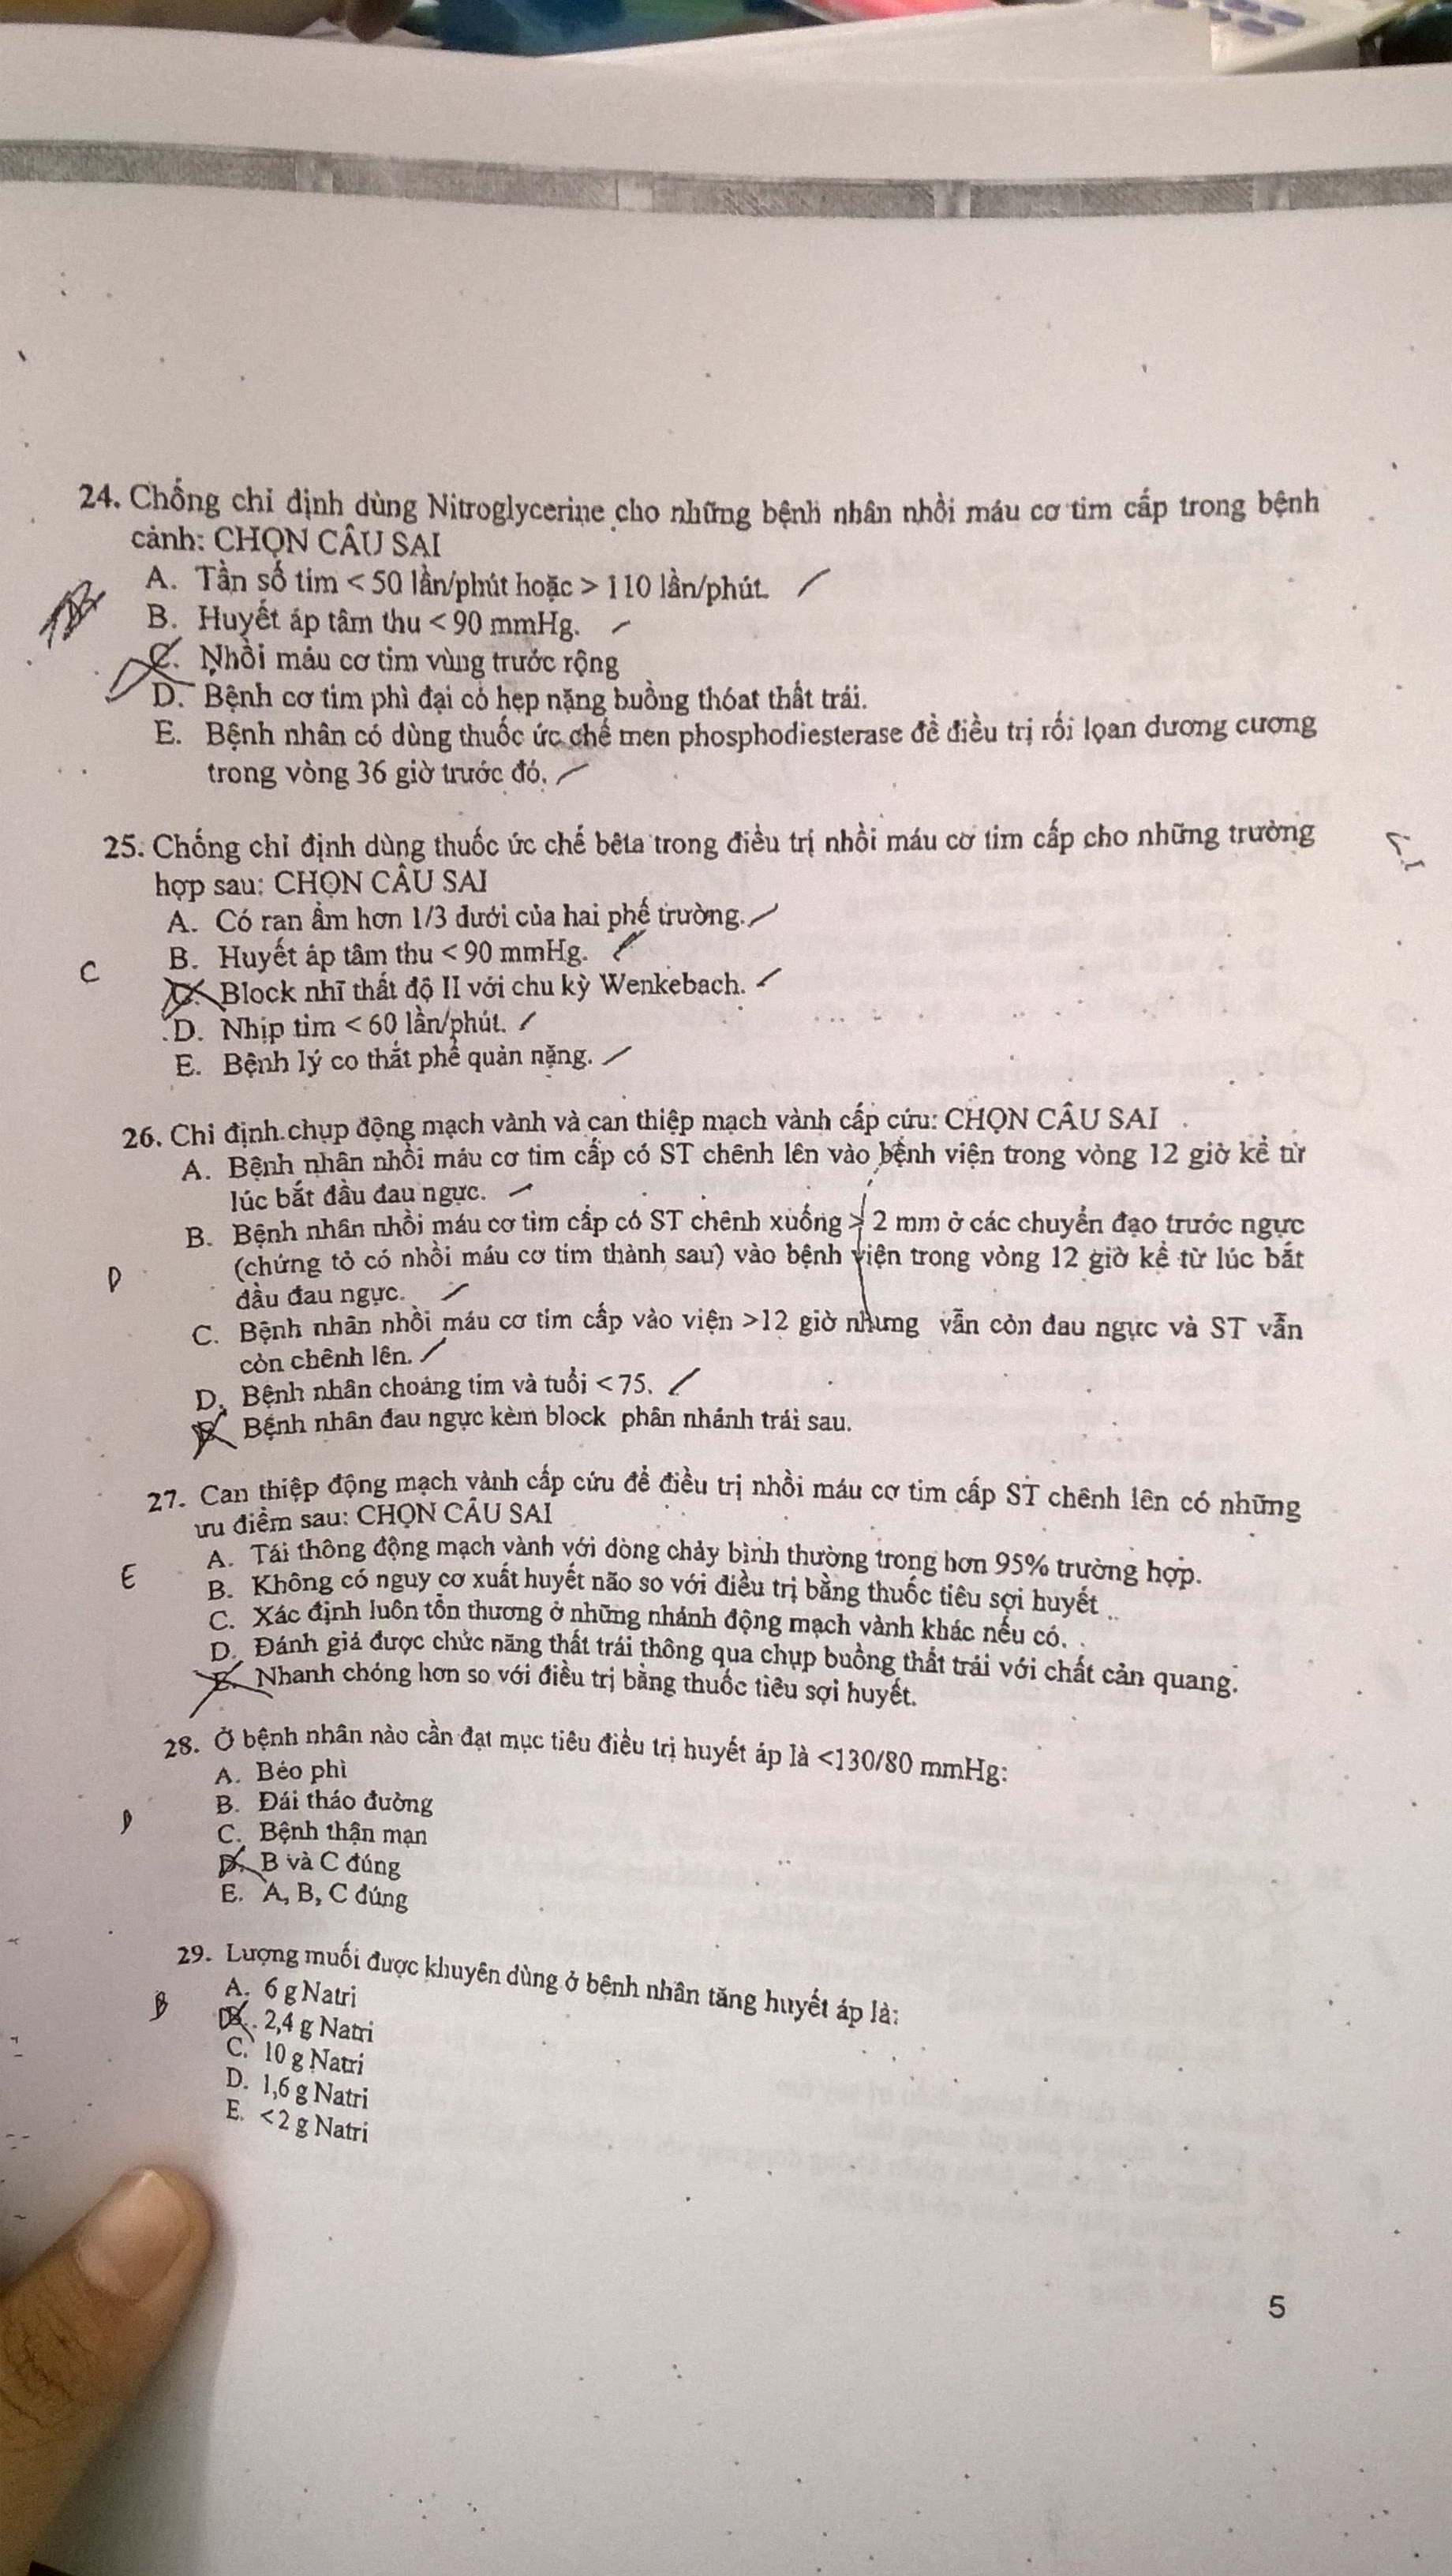 24. Chống chỉ định dùng Nitroglycerine cho những bệnh nhân nhồi máu cơ tim cấp trong bệnh
cảnh: CHỌN CÂU SAI
A. Tần số tim < 50 lần/phút hoặc > 110 lần/phút.
B. Huyết áp tâm thu < 90 mmHg.
C. Nhồi máu cơ tim vùng trước rộng
D. Bệnh cơ tim phì đại có hẹp nặng buồng thóat thất trái.
E. Bệnh nhân có dùng thuốc ức chế men phosphodiesterase để điều trị rối lọan dương cương
trong vòng 36 giờ trước đó.
25. Chống chỉ định dùng thuốc ức chế bêta trong điều trị nhồi máu cơ tim cấp cho những trường
hợp sau: CHỌN CÂU SAI
A. Có ran ẩm hơn 1/3 dưới của hai phế trường.
B. Huyết áp tâm thu < 90 mmHg.
C
C. Block nhĩ thất độ II với chu kỳ Wenkebach.
D. Nhịp tim < 60 lần/phút.
E. Bệnh lý co thắt phế quản nặng.
26. Chỉ định chụp động mạch vành và can thiệp mạch vành cấp cứu: CHỌN CÂU SAI
A. Bệnh nhân nhồi máu cơ tim cấp có ST chênh lên vào bệnh viện trong vòng 12 giờ kể từ
lúc bắt đầu đau ngực.
B. Bệnh nhân nhồi máu cơ tim cấp có ST chênh xuống > 2 mm ở các chuyển đạo trước ngực
(chứng tỏ có nhồi máu cơ tim thành sau) vào bệnh viện trong vòng 12 giờ kể từ lúc bắt
D
đầu đau ngực.
C. Bệnh nhân nhồi máu cơ tim cấp vào viện >12 giờ nhưng vẫn còn đau ngực và ST vẫn
còn chênh lên.
D. Bệnh nhân choáng tim và tuổi < 75.
E. Bệnh nhân đau ngực kèm block phân nhánh trái sau.
27. Can thiệp động mạch vành cấp cứu để điều trị nhồi máu cơ tim cấp ST chênh lên có những
ưu điểm sau: CHỌN CÂU SAI
A. Tái thông động mạch vành với dòng chảy bình thường trong hơn 95% trường hợp.
E
B. Không có nguy cơ xuất huyết não so với điều trị bằng thuốc tiêu sợi huyết
C. Xác định luôn tổn thương ở những nhánh động mạch vành khác nếu có.
D. Đánh giá được chức năng thất trái thông qua chụp buồng thất trái với chất cản quang.
E. Nhanh chóng hơn so với điều trị bằng thuốc tiêu sợi huyết.
28. Ở bệnh nhân nào cần đạt mục tiêu điều trị huyết áp là <130/80 mmHg:
A. Béo phì
B. Đái tháo đường
D
C. Bệnh thận mạn
D. B và C đúng
E. A, B, C đúng
29. Lượng muối được khuyên dùng ở bệnh nhân tăng huyết áp là:
A. 6 g Natri
B
B. 2,4 g Natri
C. 10 g Natri
D. 1,6 g Natri
E. <2 g Natri
5